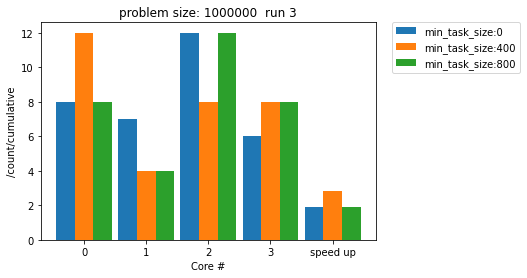 problem size: 1000000  run 3
min_task_size:0
min_task_size:400
min_task_size:800
/count/cumulative
12
10
8
6
4
2
0
0 1 2 3 speed up
Core #